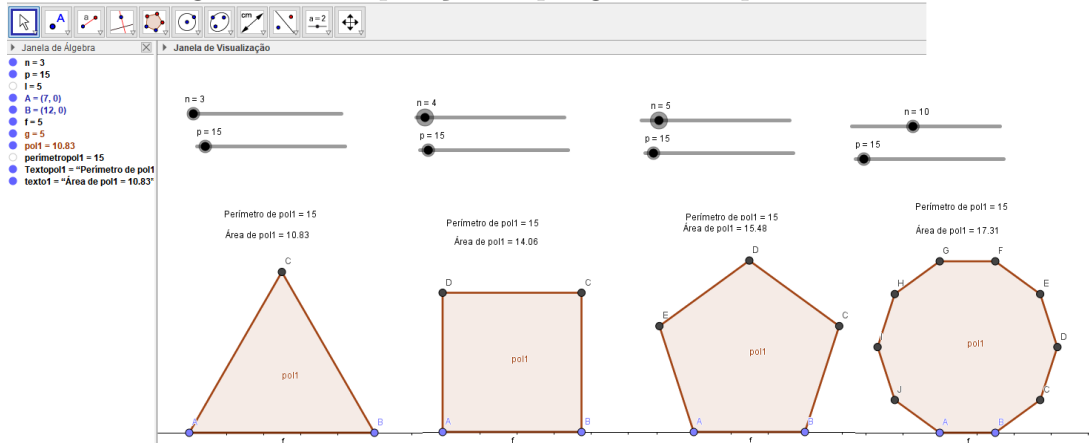 A
a
cm
a = 2
Janela de Álgebra
Janela de Visualização
n = 3
p = 15
l = 5
A = (7, 0)
B = (12, 0)
f = 5
g = 5
pol1 = 10.83
perimetropol1 = 15
Textopol1 = "Perímetro de pol1
texto1 = "Área de pol1 = 10.83"
n = 3
p = 15
Perímetro de pol1 = 15
Área de pol1 = 10.83
C
pol1
A
B
f
n = 4
p = 15
Perímetro de pol1 = 15
Área de pol1 = 14.06
D
C
pol1
A
B
f
n = 5
p = 15
Perímetro de pol1 = 15
Área de pol1 = 15.48
D
E
C
pol1
A
B
f
n = 10
p = 15
Perímetro de pol1 = 15
Área de pol1 = 17.31
G
F
H
E
D
pol1
J
C
A
B
f